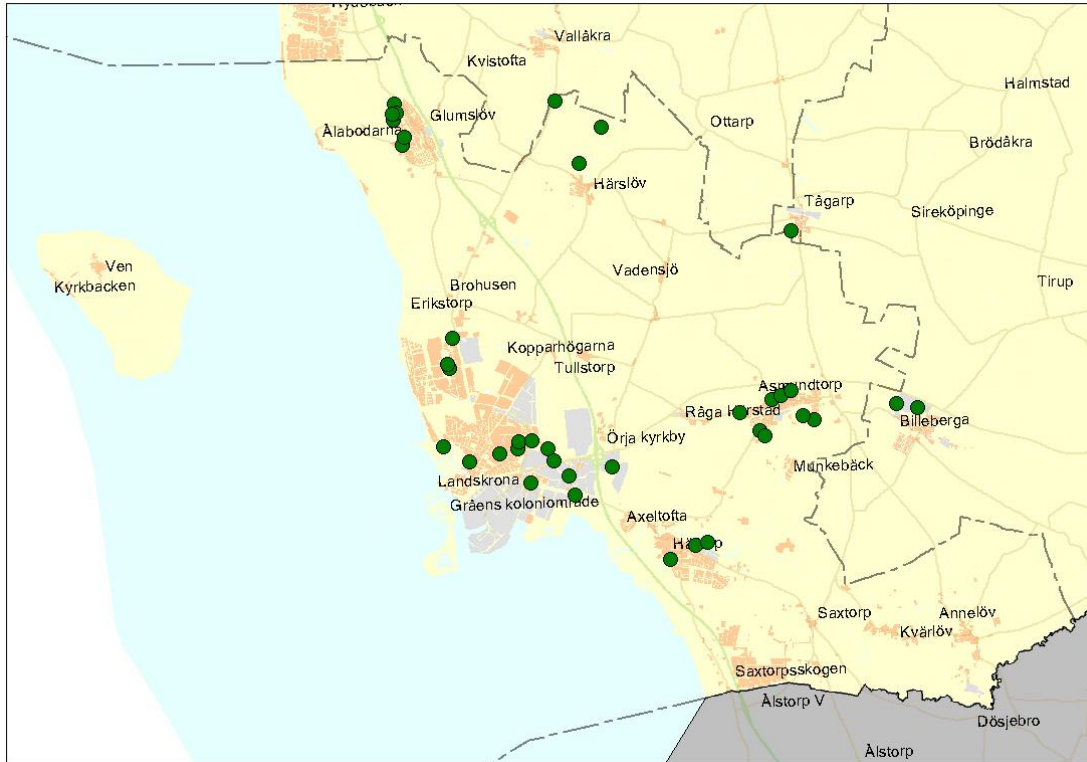 Vallåkra
Kvistofta
Halmstad
Glumslöv
Ottarp
Ålabodarna
Brödåkra
Härslöv
Tågarp
Sireköpinge
Ven
Vadensjö
Tirup
Kyrkbacken
Brohusen
Erikstorp
Kopparhögarna
Tullstorp
Asmundtorp
Råga Hörstad
Billeberga
Örja kyrkby
Munkebäck
Landskrona
Gråens koloniområde
Axeltofta
Saxtorp
Annelöv
Kvärlöv
Saxtorpsskogen
Ålstorp V
Dösjebro
Ålstorp